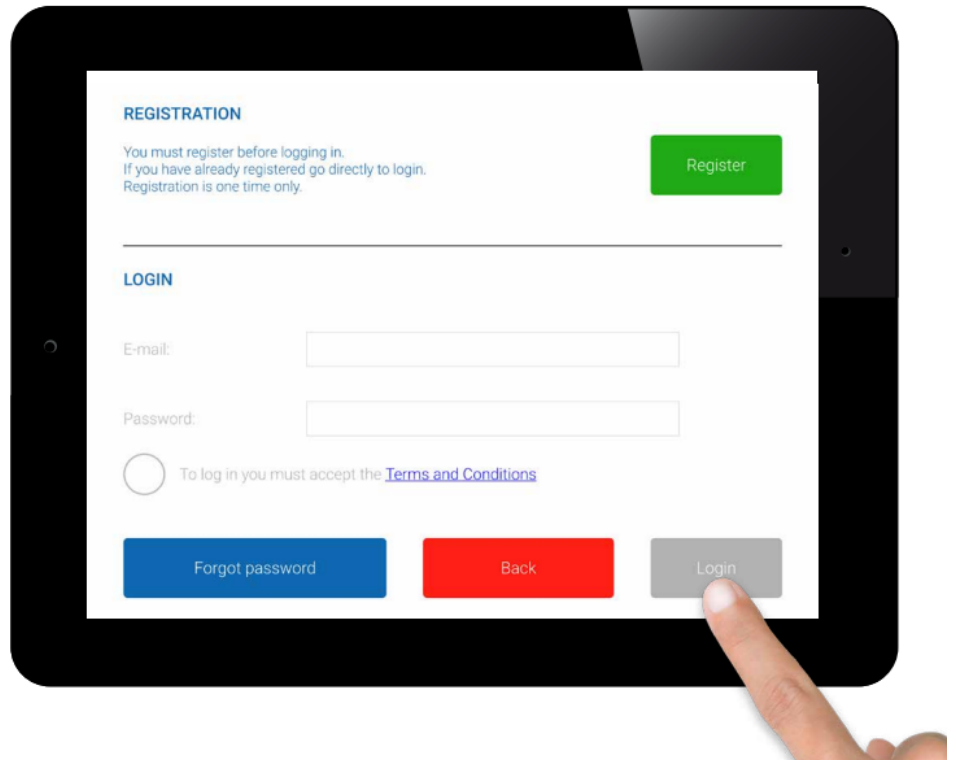 REGISTRATION
You must register before logging in.
If you have already registered go directly to login.
Registration is one time only.
Register
LOGIN
E-mail:
Password:
To log in you must accept the Terms and Conditions
Forgot password
Back
Login